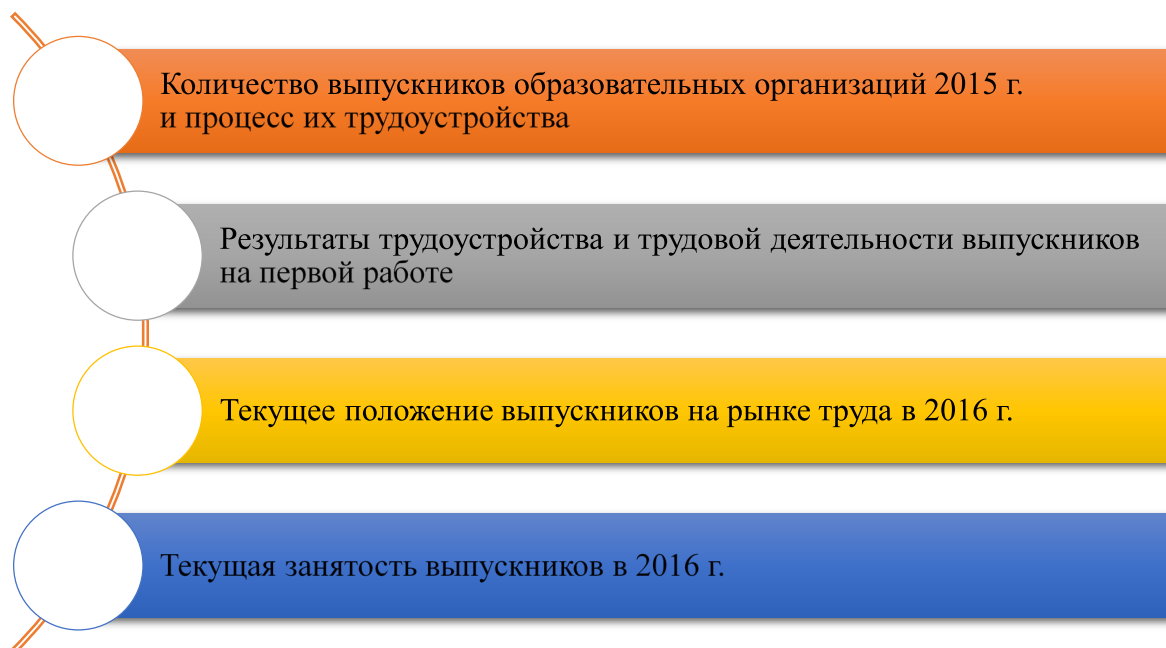 Количество выпускников образовательных организаций 2015 г.
и процесс их трудоустройства
Результаты трудоустройства и трудовой деятельности выпускников
на первой работе
Текущее положение выпускников на рынке труда в 2016 г.
Текущая занятость выпускников в 2016 г.